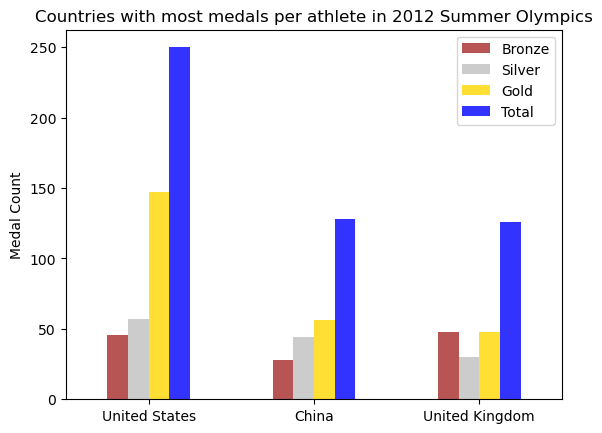 Countries with most medals per athlete in 2012 Summer Olympics
Bronze
Silver
Gold
Total
Medal Count
250
200
150
100
50
0
United States
China
United Kingdom